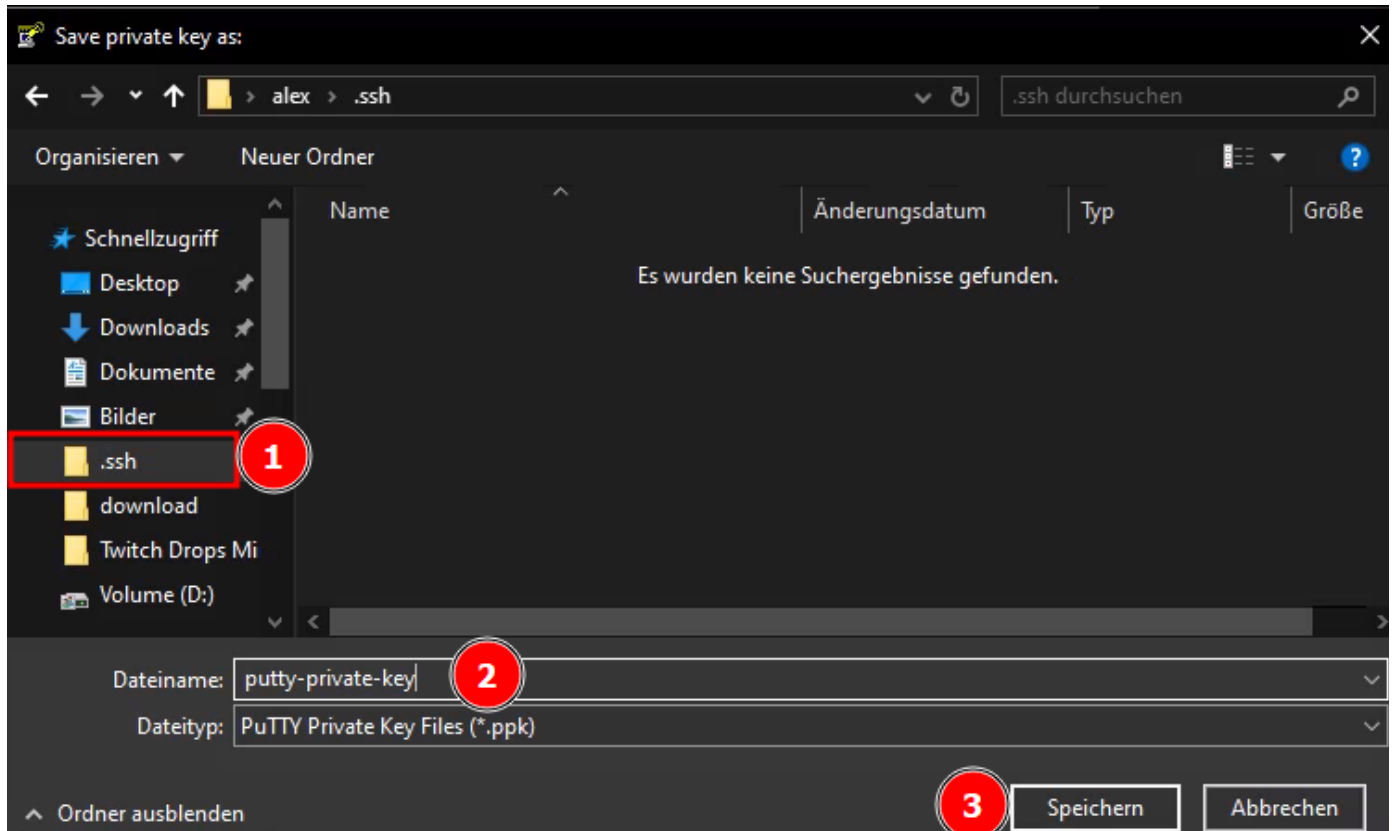 Save private key as:
alex > .ssh
.ssh durchsuchen
Organisieren
Neuer Ordner
?
Name
Änderungsdatum
Typ
Größe
Schnellzugriff
Desktop
Downloads
Dokumente
Bilder
.ssh
1
download
Twitch Drops Mi
Volume (D:)
Es wurden keine Suchergebnisse gefunden.
Dateiname: putty-private-key
2
Dateityp: PuTTY Private Key Files (*.ppk)
Ordner ausblenden
3
Speichern
Abbrechen